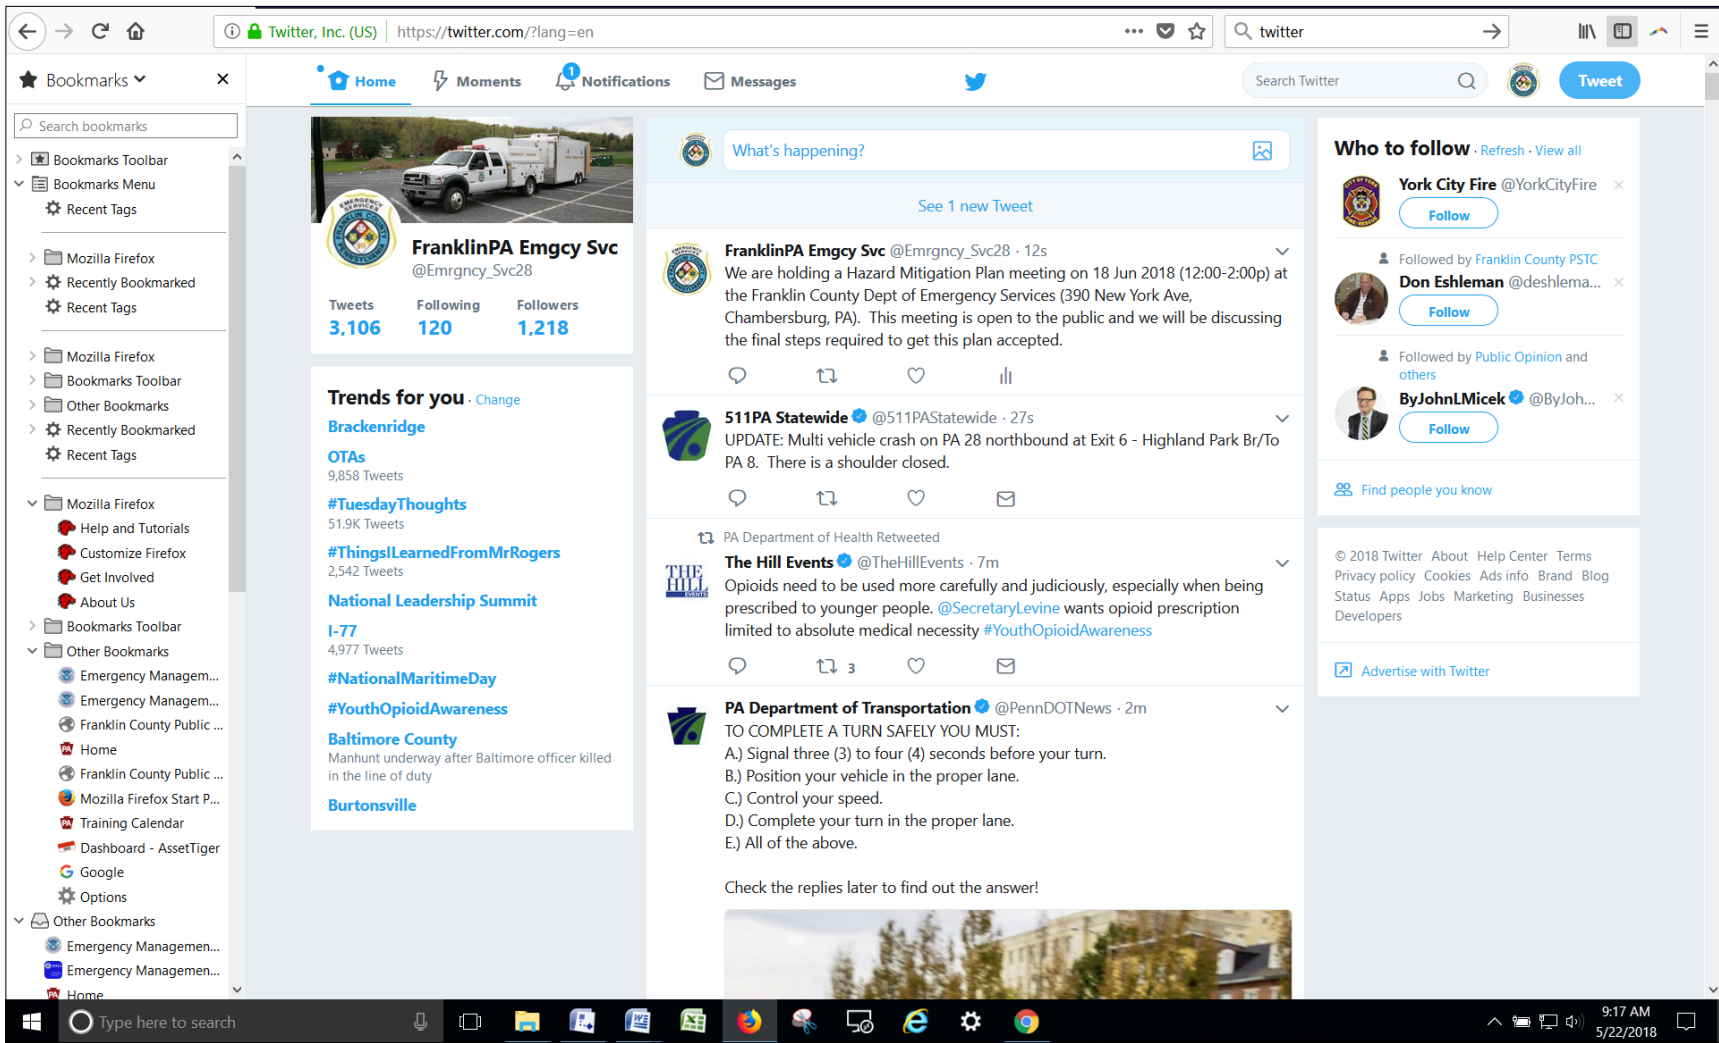 Twitter, Inc. (US)
https://twitter.com/?lang=en
twitter
Bookmarks
Search bookmarks
Bookmarks Toolbar
Bookmarks Menu
Recent Tags
Mozilla Firefox
Recently Bookmarked
Recent Tags
Mozilla Firefox
Bookmarks Toolbar
Other Bookmarks
Recently Bookmarked
Recent Tags
Mozilla Firefox
Help and Tutorials
Customize Firefox
Get Involved
About Us
Bookmarks Toolbar
Other Bookmarks
Emergency Managem...
Emergency Managem...
Franklin County Public ...
Home
Franklin County Public ...
Mozilla Firefox Start P...
Training Calendar
Dashboard - AssetTiger
Google
Options
Other Bookmarks
Emergency Managemen...
Emergency Managemen...
Home
Home
Moments
1
Notifications
Messages
Search Twitter
Tweet
FranklinPA Emgcy Svc
@Emrgncy_Svc28
Tweets Following Followers
3,106 120 1,218
Trends for you · Change
Brackenridge
OTAs
9,858 Tweets
#TuesdayThoughts
51.9K Tweets
#ThingsILearnedFromMrRogers
2,542 Tweets
National Leadership Summit
I-77
4,977 Tweets
#NationalMaritimeDay
#YouthOpioidAwareness
Baltimore County
Manhunt underway after Baltimore officer killed
in the line of duty
Burtonsville
What's happening?
See 1 new Tweet
FranklinPA Emgcy Svc @Emrgncy_Svc28 · 12s
We are holding a Hazard Mitigation Plan meeting on 18 Jun 2018 (12:00-2:00p) at
the Franklin County Dept of Emergency Services (390 New York Ave,
Chambersburg, PA). This meeting is open to the public and we will be discussing
the final steps required to get this plan accepted.
511PA Statewide @511PAStatewide · 27s
UPDATE: Multi vehicle crash on PA 28 northbound at Exit 6 - Highland Park Br/To
PA 8. There is a shoulder closed.
PA Department of Health Retweeted
THE
HILL
EVENTS
The Hill Events @TheHillEvents · 7m
Opioids need to be used more carefully and judiciously, especially when being
prescribed to younger people. @SecretaryLevine wants opioid prescription
limited to absolute medical necessity #YouthOpioidAwareness
3
PA Department of Transportation @PennDOTNews · 2m
TO COMPLETE A TURN SAFELY YOU MUST:
A.) Signal three (3) to four (4) seconds before your turn.
B.) Position your vehicle in the proper lane.
C.) Control your speed.
D.) Complete your turn in the proper lane.
E.) All of the above.
Check the replies later to find out the answer!
Who to follow · Refresh · View all
York City Fire @YorkCityFire
Follow
Followed by Franklin County PSTC
Don Eshleman @deshlema...
Follow
Followed by Public Opinion and
others
ByJohnLMicek @ByJoh...
Follow
Find people you know
© 2018 Twitter About Help Center Terms
Privacy policy Cookies Ads info Brand Blog
Status Apps Jobs Marketing Businesses
Developers
Advertise with Twitter
Type here to search
9:17 AM
5/22/2018